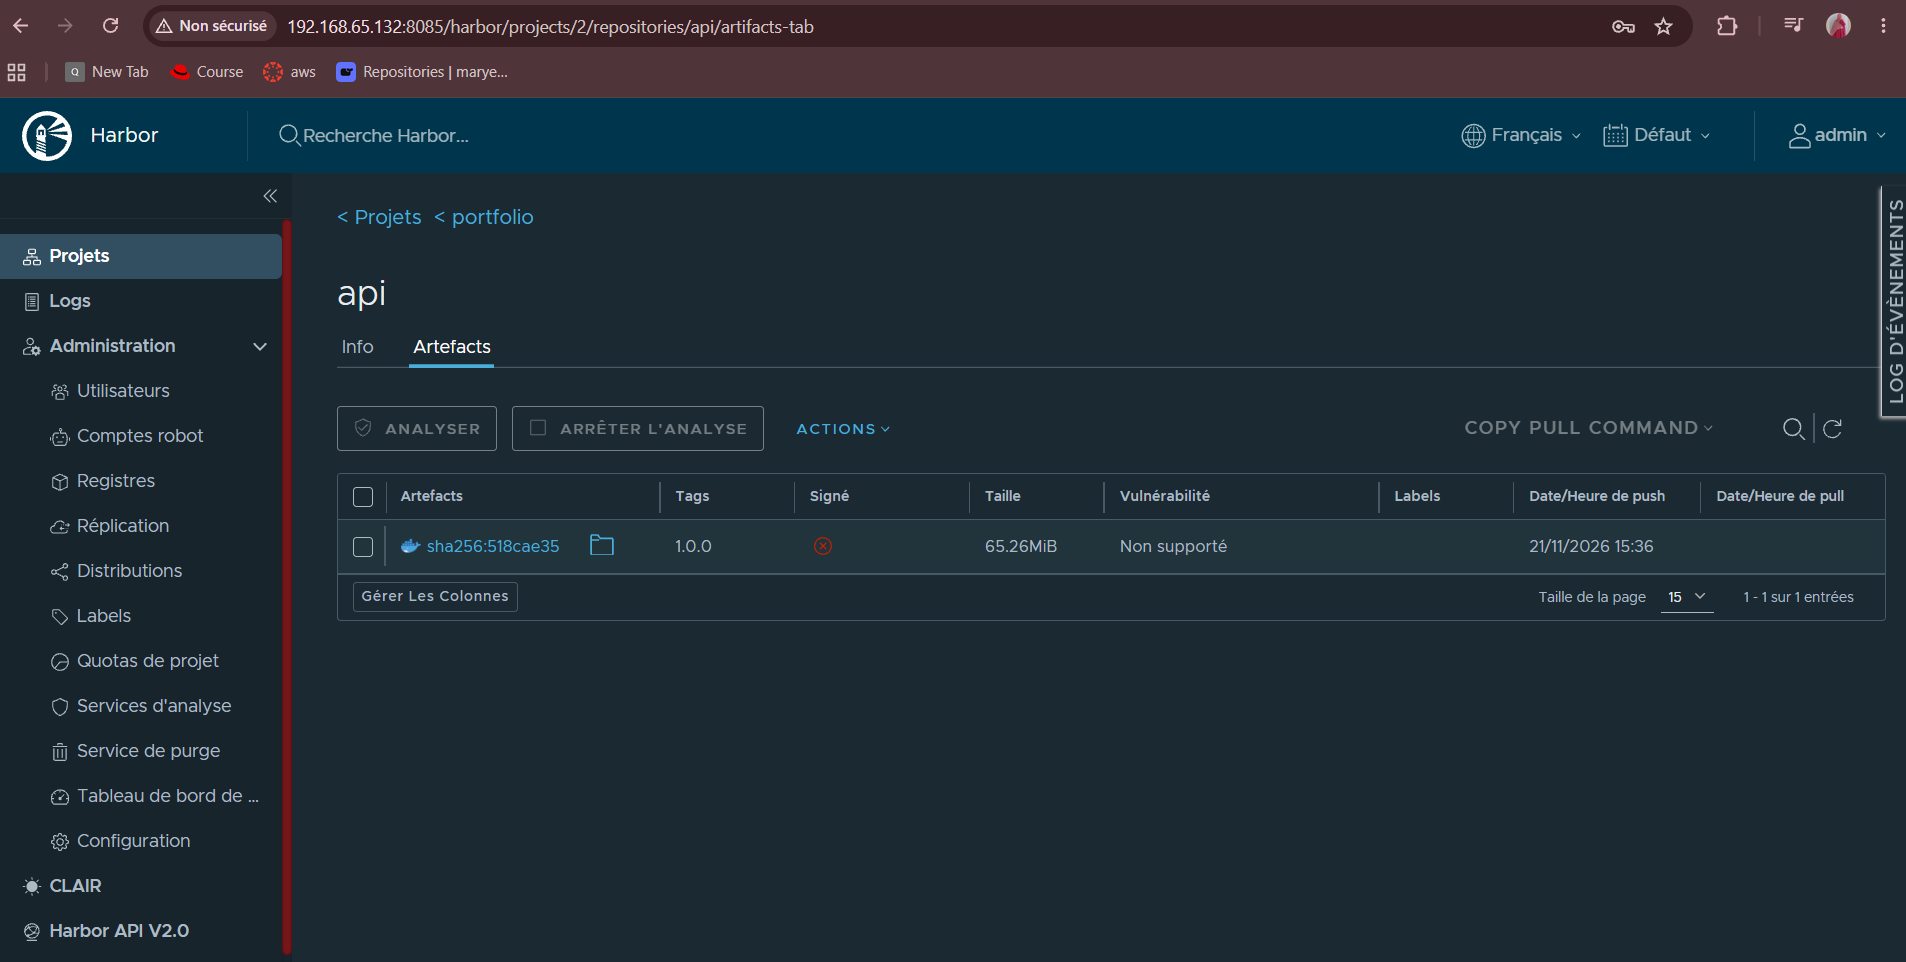 Non sécurisé 192.168.65.132:8085/harbor/projects/2/repositories/api/artifacts-tab
New Tab Course aws Repositories | marye...
Harbor Recherche Harbor... Français Défaut admin
< Projets < portfolio
LOG D'ÉVÉNEMENTS
Projets
Logs
Administration
Utilisateurs
Comptes robot
Registres
Réplication
Distributions
Labels
Quotas de projet
Services d'analyse
Service de purge
Tableau de bord de ...
Configuration
CLAIR
Harbor API V2.0
api
Info Artefacts
ANALYSER ARRÊTER L'ANALYSE ACTIONS COPY PULL COMMAND
Artefacts Tags Signé Taille Vulnérabilité Labels Date/Heure de push Date/Heure de pull
sha256:518cae35 1.0.0 65.26MiB Non supporté 21/11/2026 15:36
Gérer Les Colonnes Taille de la page 15 1 - 1 sur 1 entrées